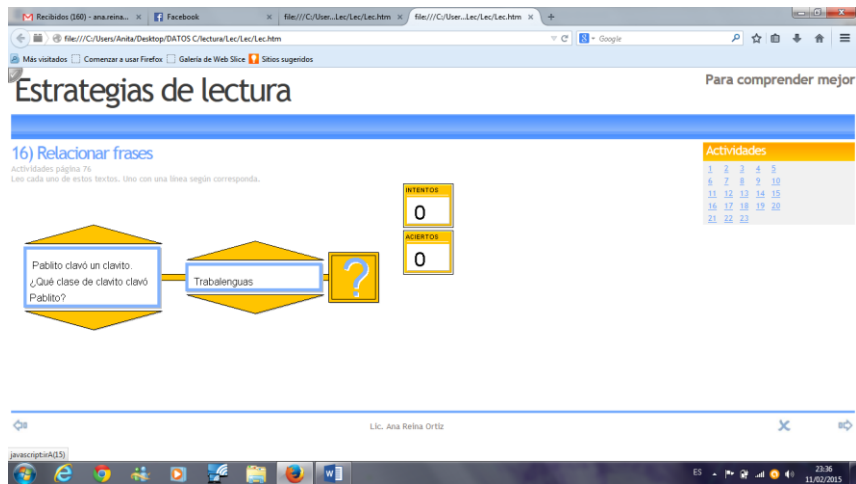 Recibidos (160) - ana.reina...
Facebook
file:///C:/User...Lec/Lec/Lec.htm
file:///C:/User...Lec/Lec/Lec.htm
file:///C:/Users/Anita/Desktop/DATOS C/lectura/Lec/Lec/Lec.htm
Google
Más visitados
Comenzar a usar Firefox
Galería de Web Slice
Sitios sugeridos
Estrategias de lectura
Para comprender mejor
16) Relacionar frases
Actividades página 76
Leo cada uno de estos textos. Uno con una línea según corresponda.
Actividades
1 2 3 4 5
6 7 8 9 10
11 12 13 14 15
16 17 18 19 20
21 22 23
INTENTOS
0
ACIERTOS
0
Pablito clavó un clavito.
¿Qué clase de clavito clavó
Pablito?
Trabalenguas
?
Lic. Ana Reina Ortiz
javascript:irA(15)
ES
23:36
11/02/2015